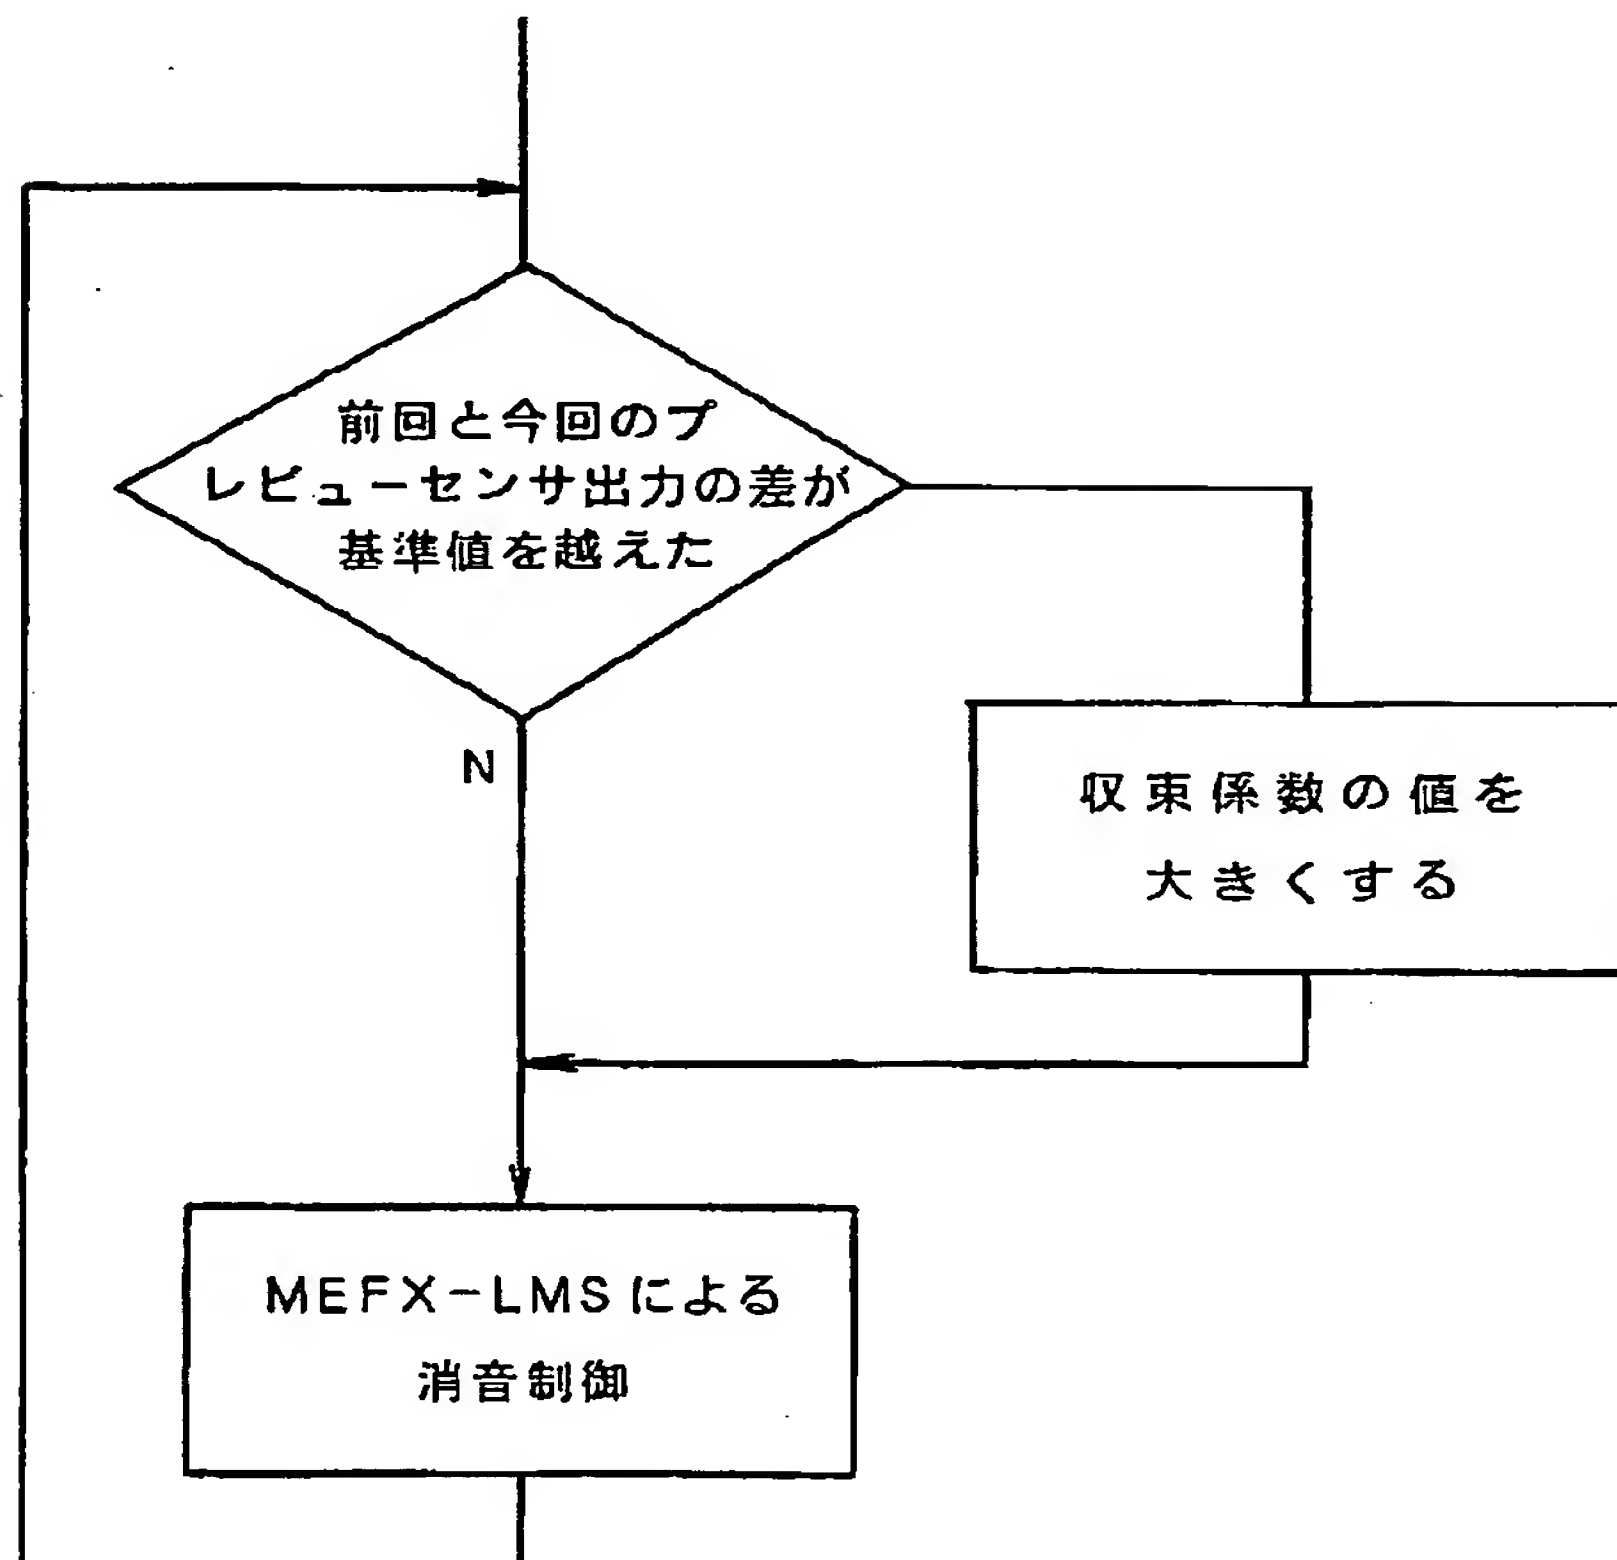 前回と今回のプ
レビューセンサ出力の差が
基準値を越えた
N
収束係数の値を
大きくする
MEFX-LMSによる
消音制御